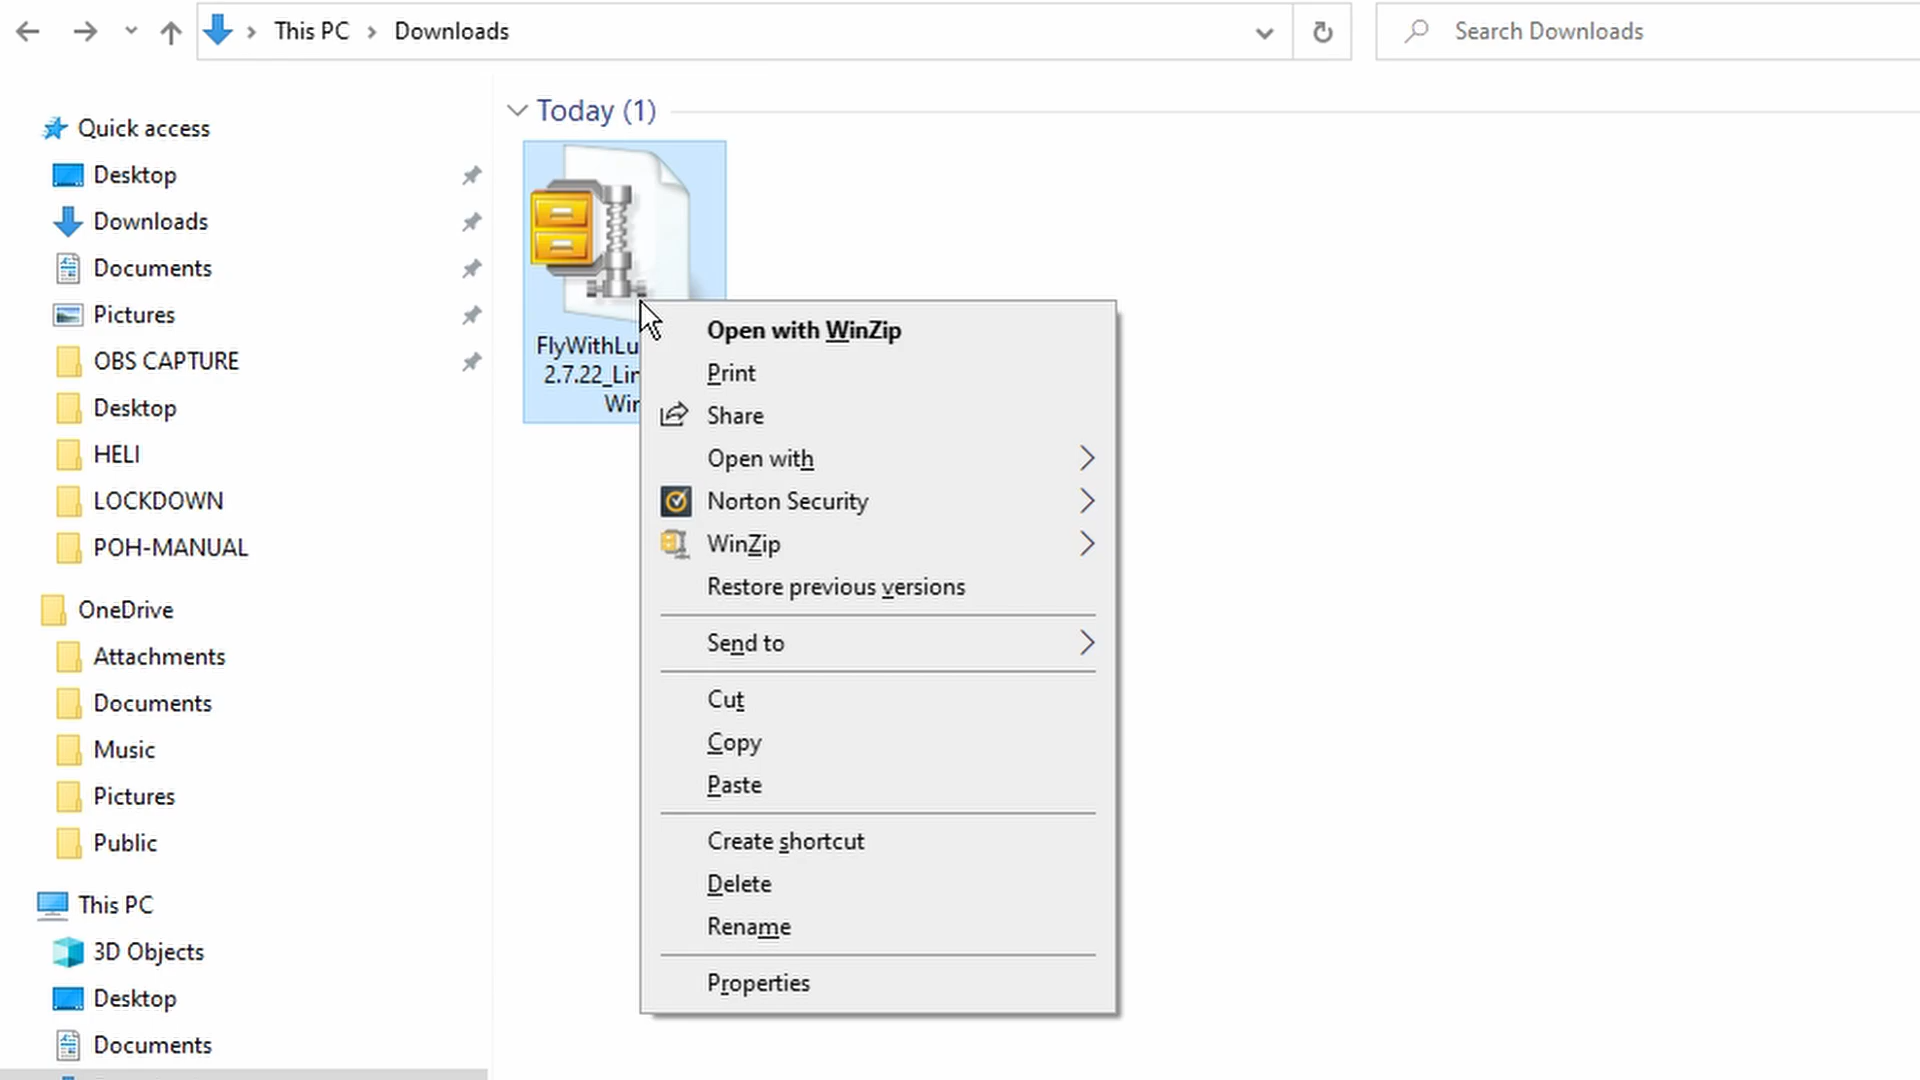 This PC > Downloads
Search Downloads
Quick access
Desktop
Downloads
Documents
Pictures
OBS CAPTURE
Desktop
HELI
LOCKDOWN
POH-MANUAL
OneDrive
Attachments
Documents
Music
Pictures
Public
This PC
3D Objects
Desktop
Documents
Today (1)
FlyWithLu
2.7.22_Lin
Win
Open with WinZip
Print
Share
Open with
Norton Security
WinZip
Restore previous versions
Send to
Cut
Copy
Paste
Create shortcut
Delete
Rename
Properties